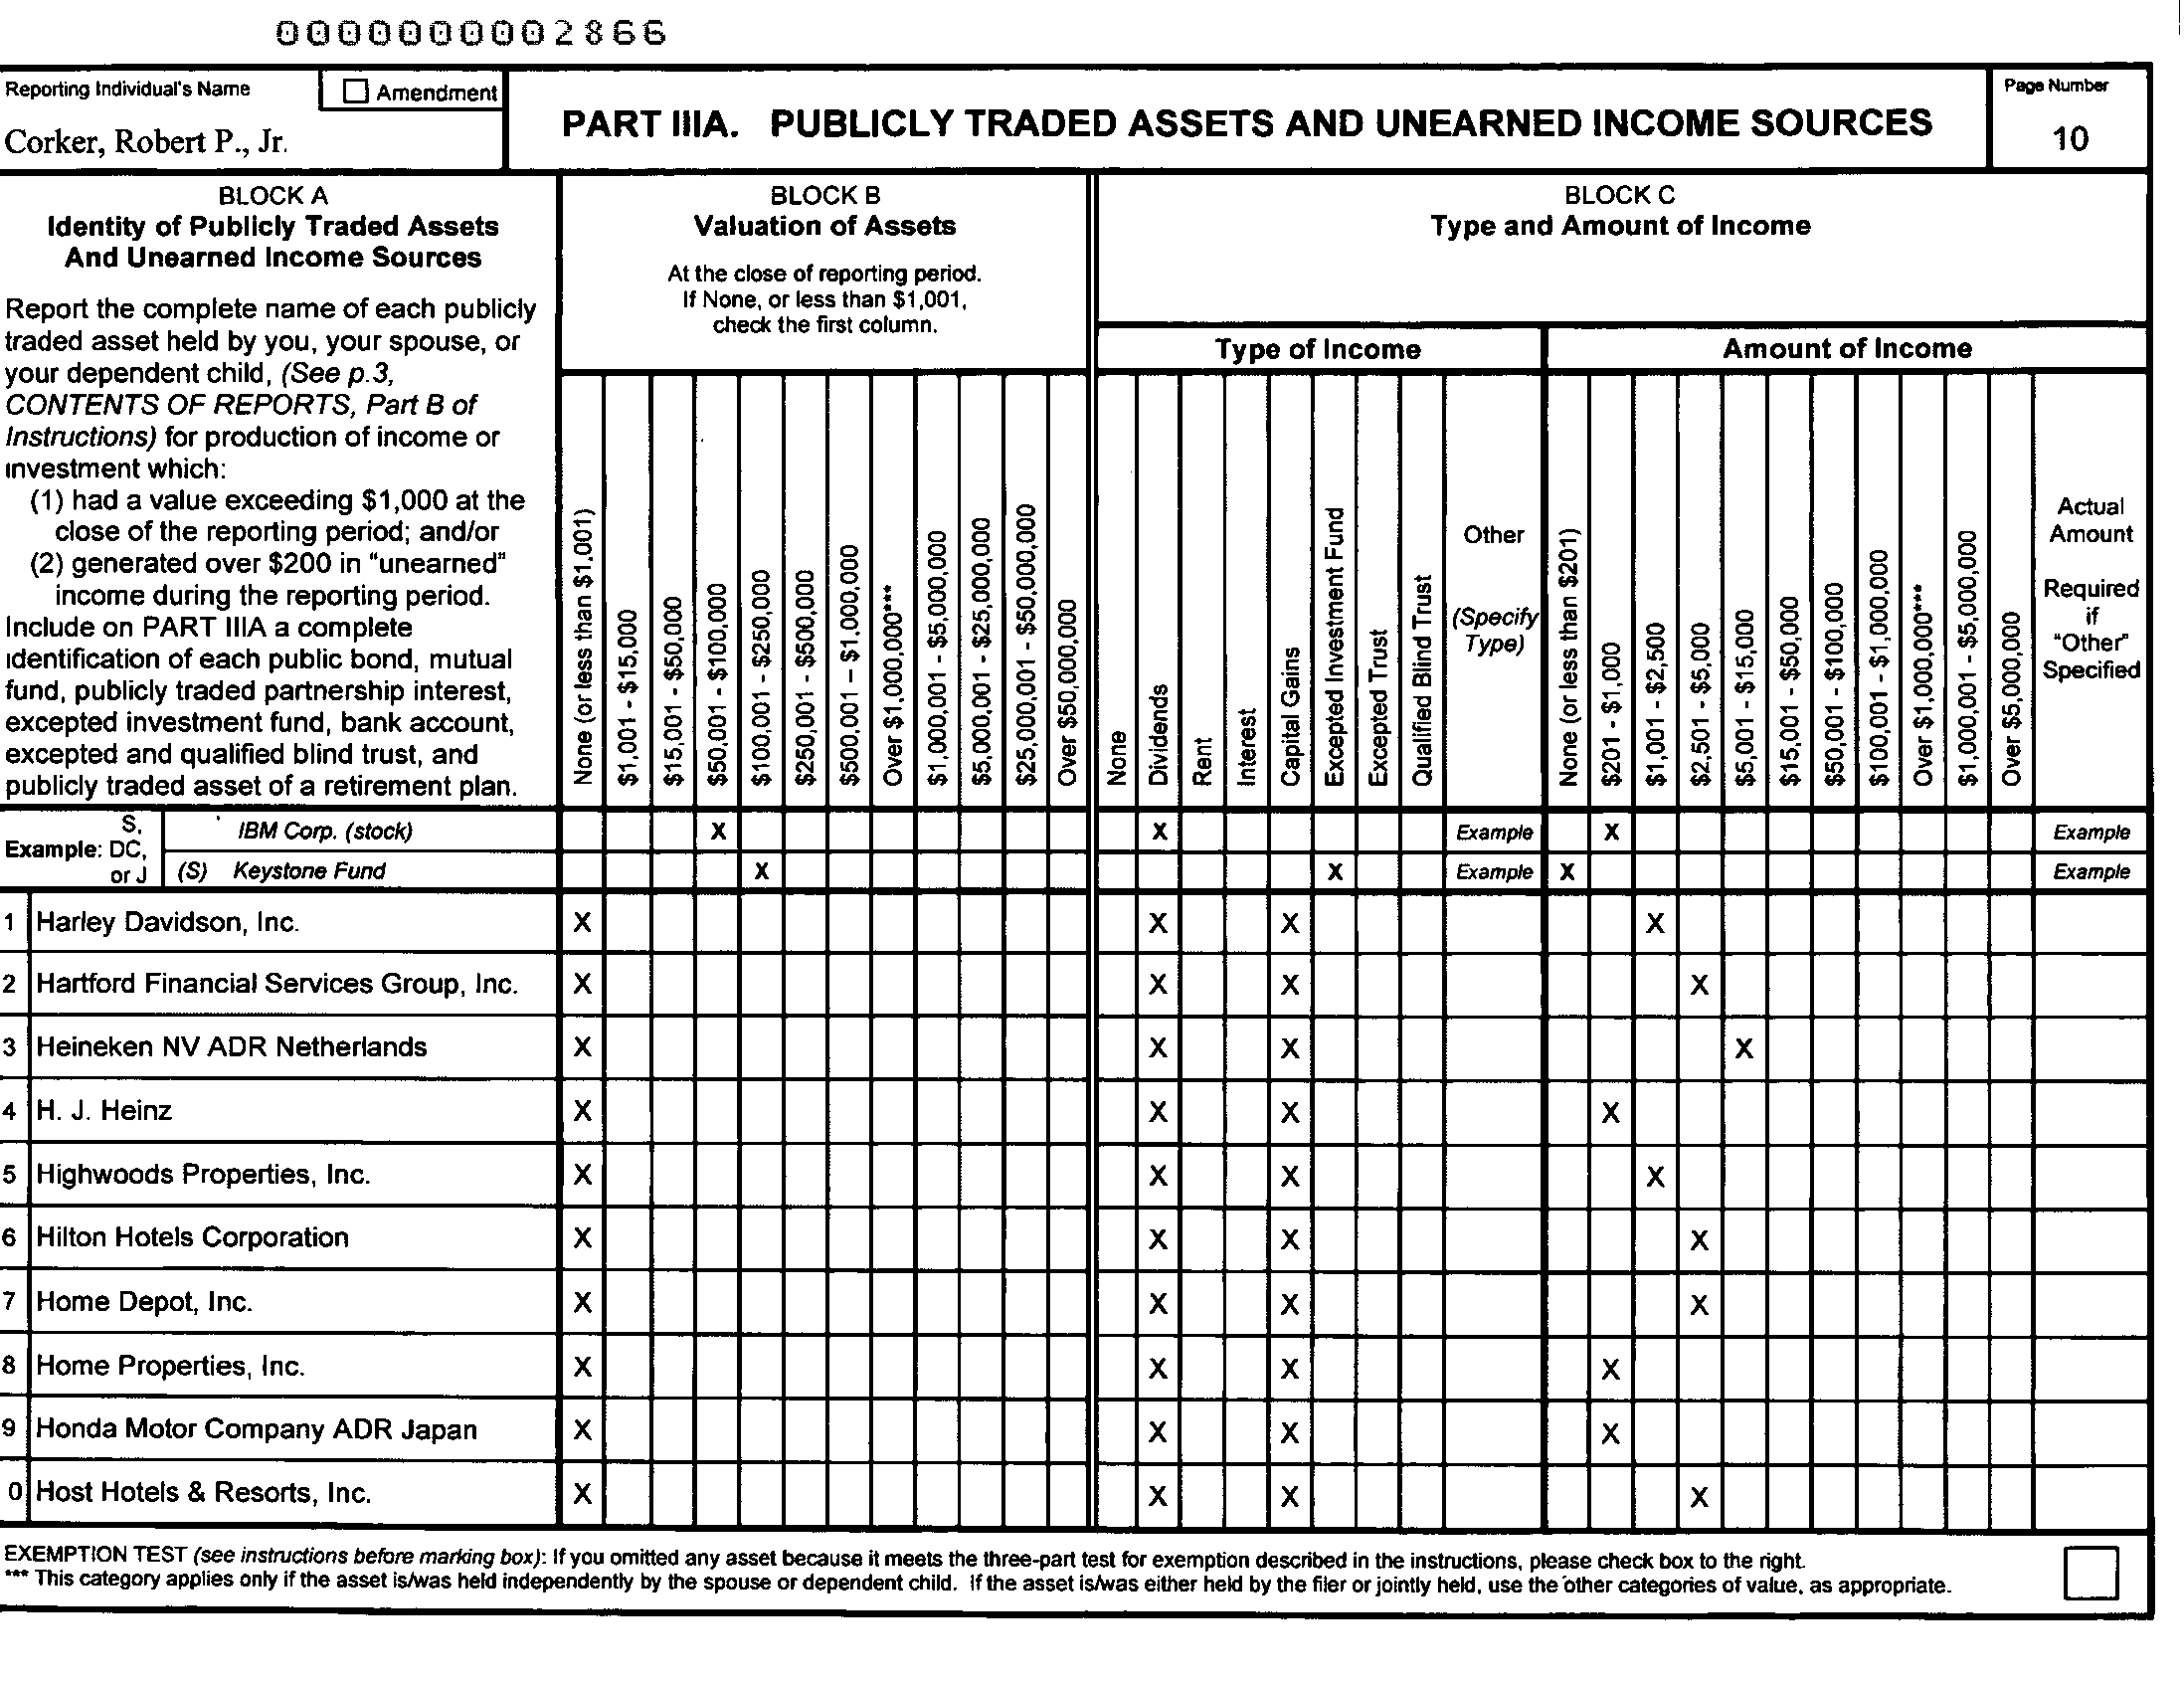 0000000002866
Reporting Individual's Name
Amendment
Corker, Robert P., Jr.
PART IIIA. PUBLICLY TRADED ASSETS AND UNEARNED INCOME SOURCES
Page Number
10
BLOCK A
Identity of Publicly Traded Assets
And Unearned Income Sources
Report the complete name of each publicly
traded asset held by you, your spouse, or
your dependent child, (See p.3,
CONTENTS OF REPORTS, Part B of
Instructions) for production of income or
investment which:
(1) had a value exceeding $1,000 at the
close of the reporting period; and/or
(2) generated over $200 in "unearned"
income during the reporting period.
Include on PART IIIA a complete
identification of each public bond, mutual
fund, publicly traded partnership interest,
excepted investment fund, bank account,
excepted and qualified blind trust, and
publicly traded asset of a retirement plan.
BLOCK B
Valuation of Assets
At the close of reporting period.
If None, or less than $1,001,
check the first column.
None (or less than $1,001)
$1,001 - $15,000
$15,001 - $50,000
$50,001 - $100,000
$100,001 - $250,000
$250,001 - $500,000
$500,001 – $1,000,000
Over $1,000,000***
$1,000,001 - $5,000,000
$5,000,001 - $25,000,000
$25,000,001 - $50,000,000
Over $50,000,000
BLOCK C
Type and Amount of Income
Type of Income
None
Dividends
Rent
Interest
Capital Gains
Excepted Investment Fund
Excepted Trust
Qualified Blind Trust
Other
(Specify
Type)
Amount of Income
None (or less than $201)
$201 - $1,000
$1,001 - $2,500
$2,501 - $5,000
$5,001 - $15,000
$15,001 - $50,000
$50,001 - $100,000
$100,001 - $1,000,000
Over $1,000,000***
$1,000,001 - $5,000,000
Over $5,000,000
Actual
Amount
Required
if
"Other"
Specified
Example: S, DC, or J
IBM Corp. (stock) X X Example X Example
(S) Keystone Fund X X Example X Example
1 Harley Davidson, Inc. X X X X
2 Hartford Financial Services Group, Inc. X X X X
3 Heineken NV ADR Netherlands X X X X
4 H. J. Heinz X X X X
5 Highwoods Properties, Inc. X X X X
6 Hilton Hotels Corporation X X X X
7 Home Depot, Inc. X X X X
8 Home Properties, Inc. X X X X
9 Honda Motor Company ADR Japan X X X X
0 Host Hotels & Resorts, Inc. X X X X
EXEMPTION TEST (see instructions before marking box): If you omitted any asset because it meets the three-part test for exemption described in the instructions, please check box to the right.
*** This category applies only if the asset is/was held independently by the spouse or dependent child. If the asset is/was either held by the filer or jointly held, use the other categories of value, as appropriate.